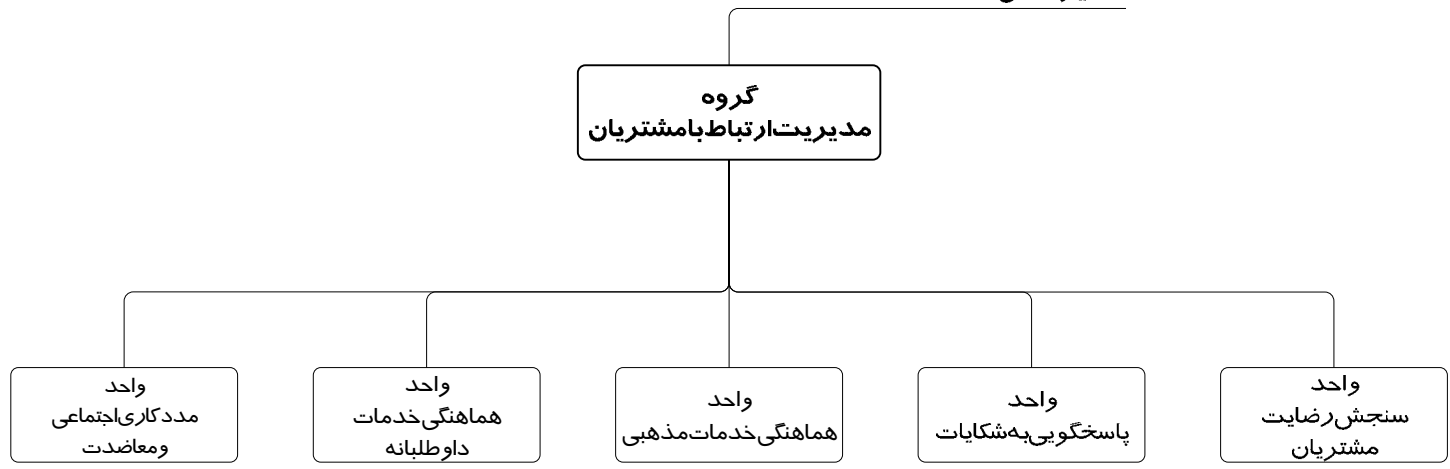 گروه
مدیریت ارتباط با مشتریان
واحد
سنجش رضایت
مشتریان
واحد
پاسخگویی به شکایات
واحد
هماهنگی خدمات مذهبی
واحد
هماهنگی خدمات
داوطلبانه
واحد
مددکاری اجتماعی
و معاضدت